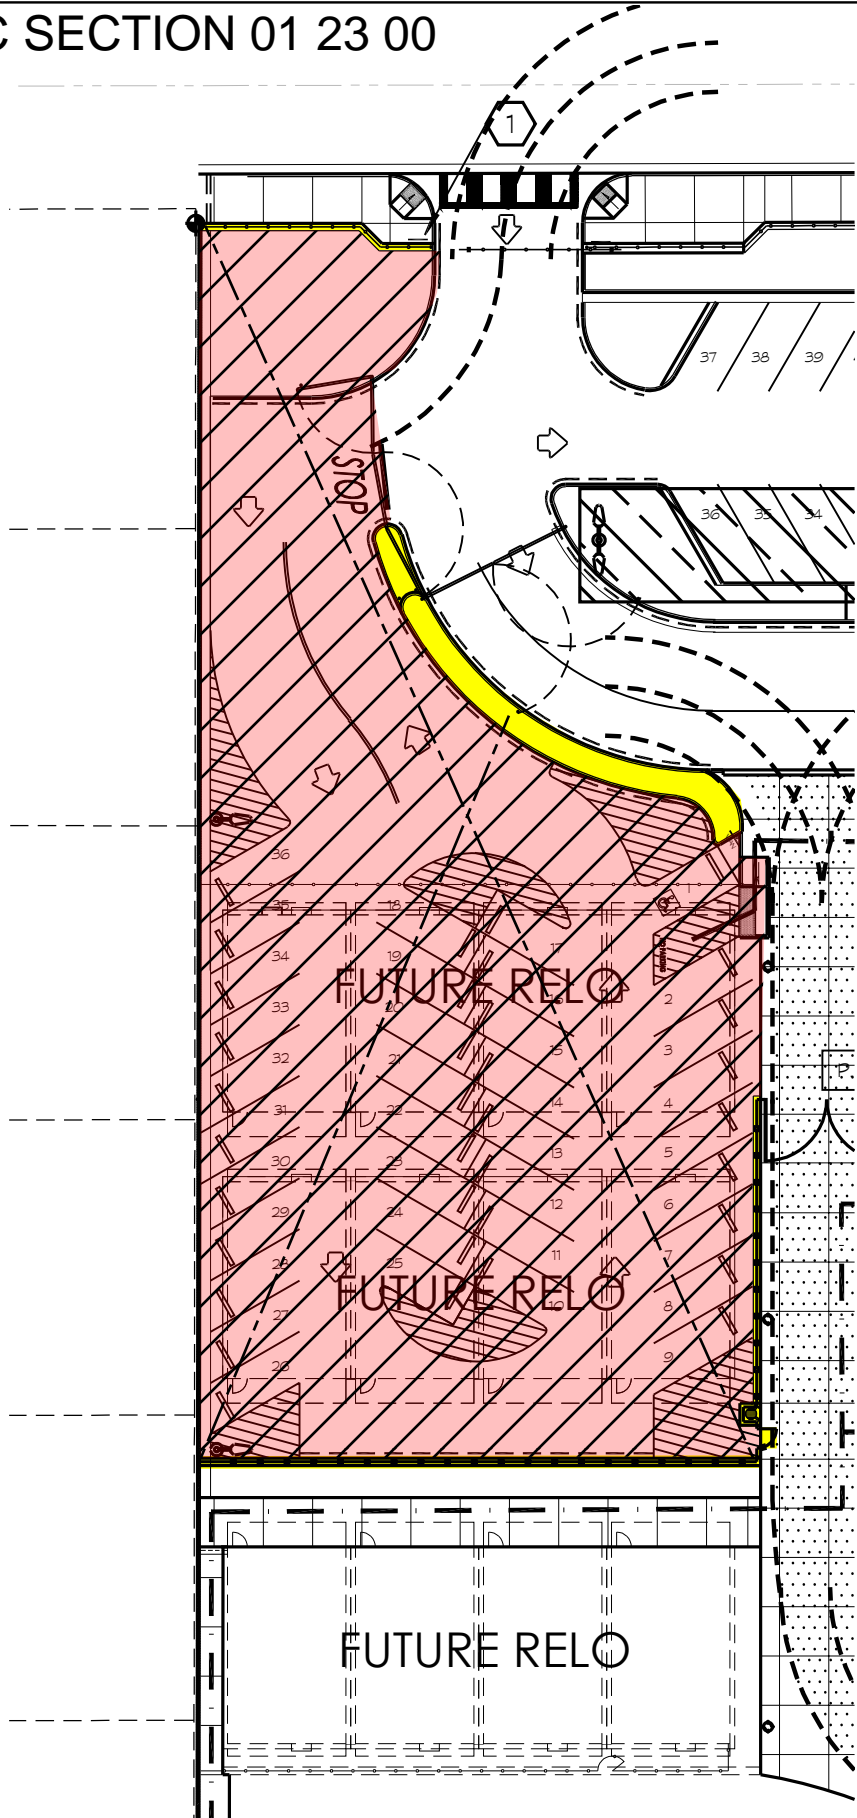 C SECTION 01 23 00
1
37 38 39
STOP
36 35 34
36
1
35 18
34 19 17
FUTURE RELO
33 20 16 2
32 21 15 3
31 22 14 4
P
30 23 13 5
29 24 12 6
28 25 11 7
FUTURE RELO
27 10 8
26 9
FUTURE RELO